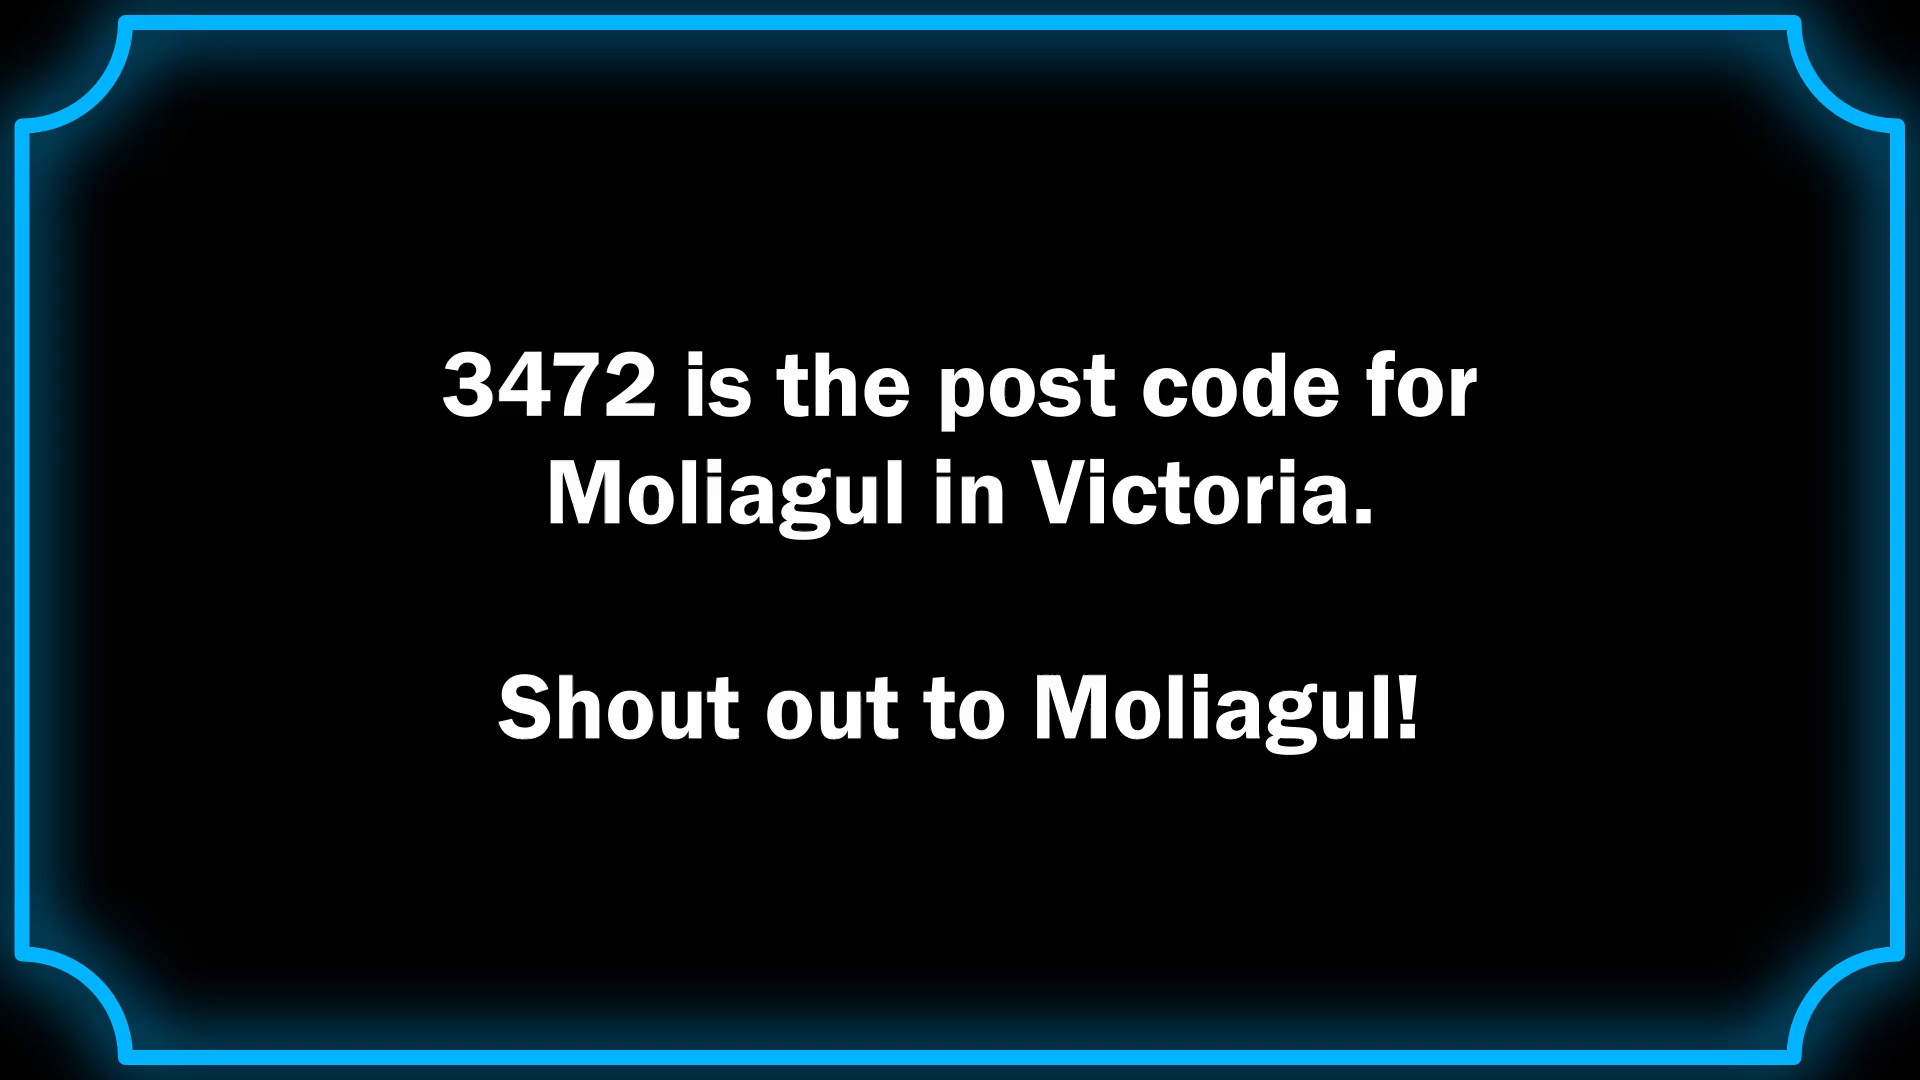 3472 is the post code for
Moliagul in Victoria.
Shout out to Moliagul!